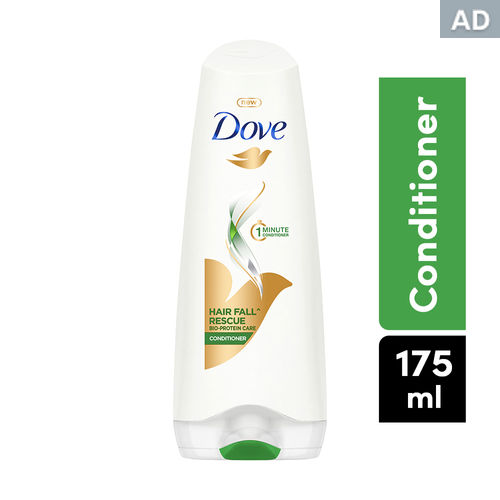 AD
new
Dove
1 MINUTE
CONDITIONER
HAIR FALL^
RESCUE
BIO-PROTEIN CARE
CONDITIONER
Conditioner
175
ml